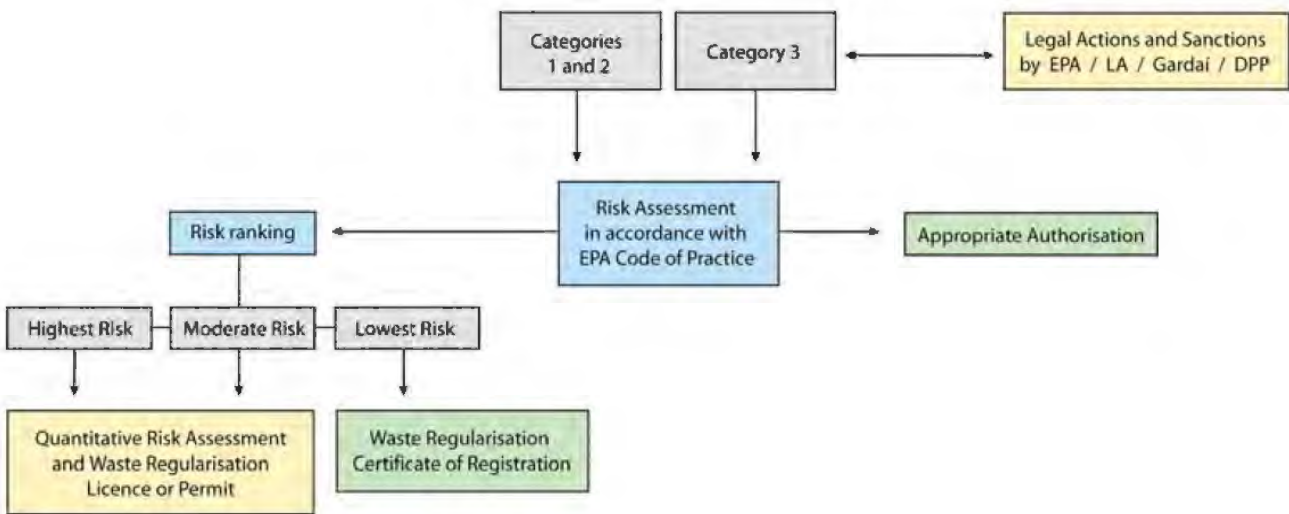 Categories
1 and 2
Category 3
Legal Actions and Sanctions
by EPA / LA / Gardaí / DPP
Risk Assessment
in accordance with
EPA Code of Practice
Risk ranking
Appropriate Authorisation
Highest Risk
Moderate Risk
Lowest Risk
Quantitative Risk Assessment
and Waste Regularisation
Licence or Permit
Waste Regularisation
Certificate of Registration